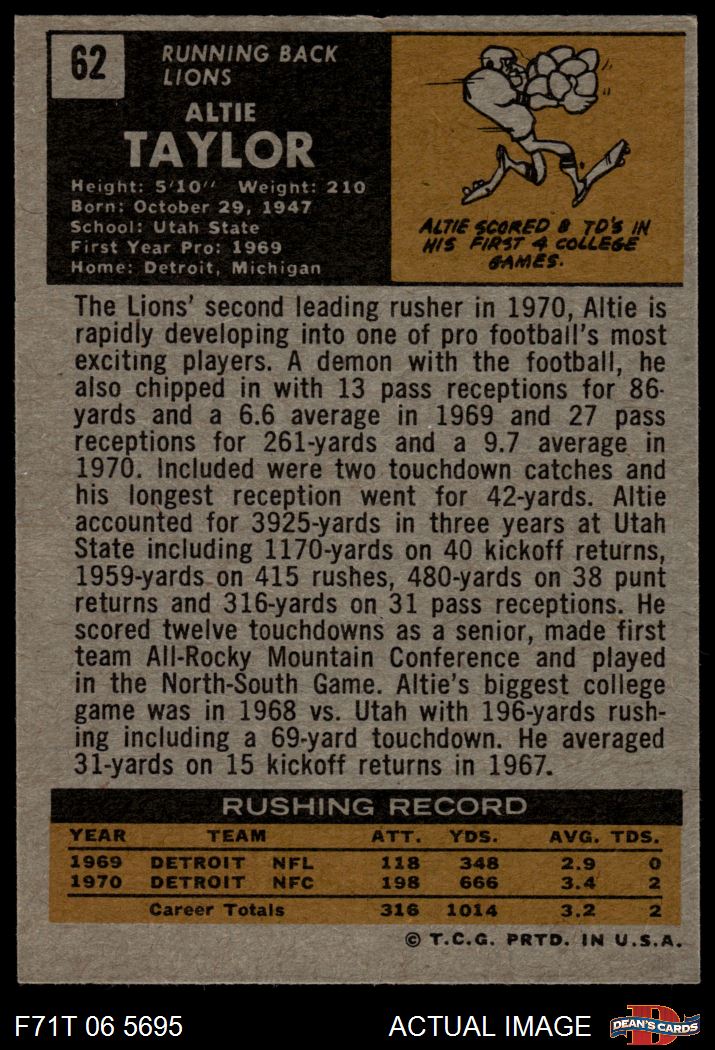 62
RUNNING BACK
LIONS
ALTIE
TAYLOR
Height: 5'10" Weight: 210
Born: October 29, 1947
School: Utah State
First Year Pro: 1969
Home: Detroit, Michigan
ALTIE SCORED 8 TD'S IN
HIS FIRST 4 COLLEGE
GAMES.
The Lions' second leading rusher in 1970, Altie is
rapidly developing into one of pro football's most
exciting players. A demon with the football, he
also chipped in with 13 pass receptions for 86-
yards and a 6.6 average in 1969 and 27 pass
receptions for 261-yards and a 9.7 average in
1970. Included were two touchdown catches and
his longest reception went for 42-yards. Altie
accounted for 3925-yards in three years at Utah
State including 1170-yards on 40 kickoff returns,
1959-yards on 415 rushes, 480-yards on 38 punt
returns and 316-yards on 31 pass receptions. He
scored twelve touchdowns as a senior, made first
team All-Rocky Mountain Conference and played
in the North-South Game. Altie's biggest college
game was in 1968 vs. Utah with 196-yards rush-
ing including a 69-yard touchdown. He averaged
31-yards on 15 kickoff returns in 1967.
RUSHING RECORD
YEAR TEAM ATT. YDS. AVG. TDS.
1969 DETROIT NFL 118 348 2.9 0
1970 DETROIT NFC 198 666 3.4 2
Career Totals 316 1014 3.2 2
© T.C.G. PRTD. IN U.S.A.
F71T 06 5695 ACTUAL IMAGE D DEAN'S CARDS